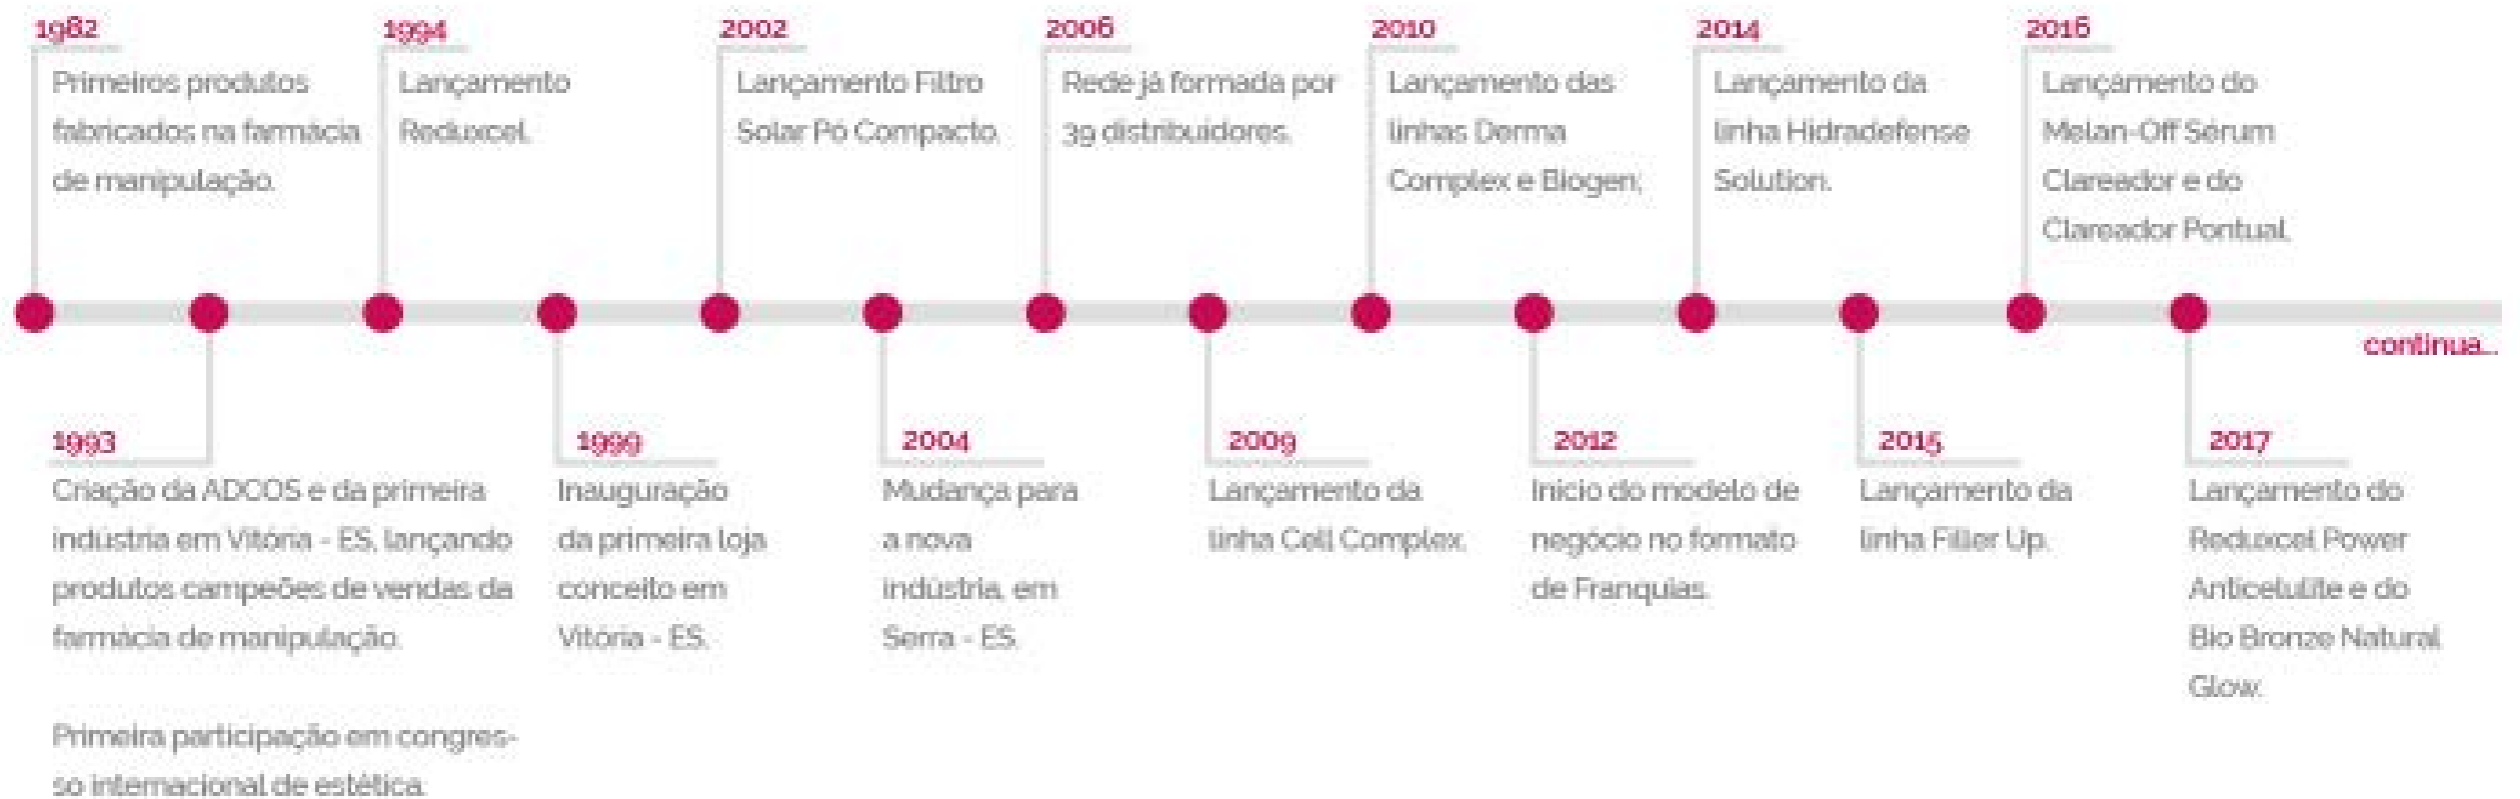 1982
Primeiros produtos
fabricados na farmácia
de manipulação.
1994
Lançamento
Reduxcel.
2002
Lançamento Filtro
Solar Pó Compacto.
2006
Rede já formada por
39 distribuidores.
2010
Lançamento das
linhas Derma
Complex e Biogen;
2014
Lançamento da
linha Hidradefense
Solution.
2016
Lançamento do
Melan-Off Sérum
Clareador e do
Clareador Pontual.
continua...
1993
Criação da ADCOS e da primeira
indústria em Vitória - ES, lançando
produtos campeões de vendas da
farmácia de manipulação.
Primeira participação em congres-
so internacional de estética.
1999
Inauguração
da primeira loja
conceito em
Vitória - ES.
2004
Mudança para
a nova
indústria, em
Serra - ES.
2009
Lançamento da
linha Cell Complex.
2012
Início do modelo de
negócio no formato
de Franquias.
2015
Lançamento da
linha Filler Up.
2017
Lançamento do
Reduxcel Power
Anticelulite e do
Bio Bronze Natural
Glow.